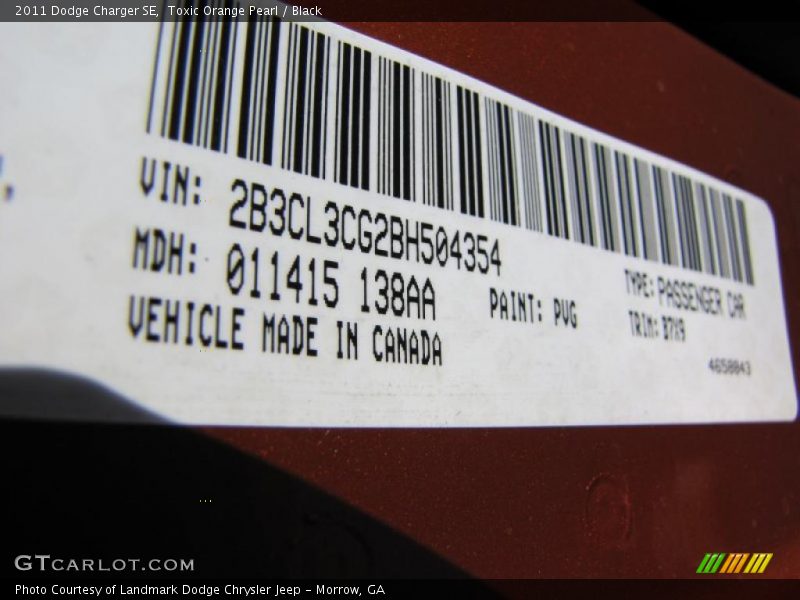 2011 Dodge Charger SE, Toxic Orange Pearl / Black
VIN: 2B3CL3CG2BH504354
MDH: 011415 138AA
PAINT: PVG
TYPE: PASSENGER CAR
TRIM: B7X9
VEHICLE MADE IN CANADA
4658043
GTCARLOT.COM
Photo Courtesy of Landmark Dodge Chrysler Jeep - Morrow, GA